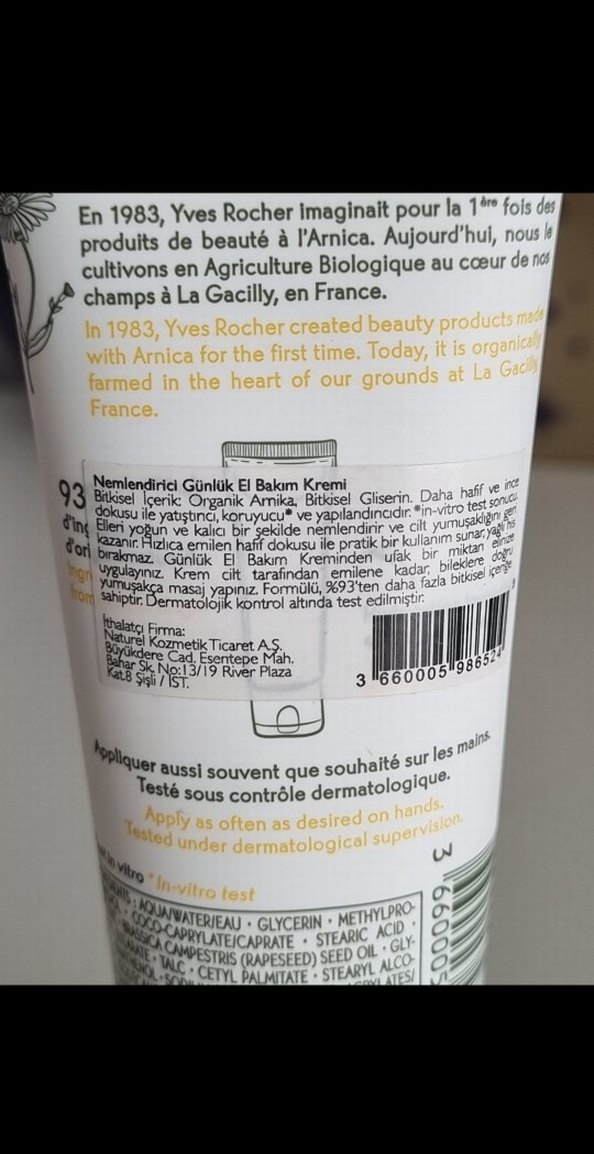 En 1983, Yves Rocher imaginait pour la 1ère fois des
produits de beauté à l'Arnica. Aujourd'hui, nous le
cultivons en Agriculture Biologique au cœur de nos
champs à La Gacilly, en France.
In 1983, Yves Rocher created beauty products made
with Arnica for the first time. Today, it is organically
farmed in the heart of our grounds at La Gacilly,
France.
93
d'ing
d'ori
Ingr
from
Nemlendirici Günlük El Bakım Kremi
Bitkisel İçerik: Organik Arnika, Bitkisel Gliserin. Daha hafif ve ince
dokusu ile yatıştırıcı, koruyucu* ve yapılandırıcıdır. *in-vitro test sonucu.
Elleri yoğun ve kalıcı bir şekilde nemlendirir ve cilt yumuşaklığını geri
kazanır. Hızlıca emilen hafif dokusu ile pratik bir kullanım sunar, yağlı his
bırakmaz. Günlük El Bakım Kreminden ufak bir miktarı elinize
uygulayınız. Krem cilt tarafından emilene kadar, bileklere doğru
yumuşakça masaj yapınız. Formülü, %93'ten daha fazla bitkisel içeriğe
sahiptir. Dermatolojik kontrol altında test edilmiştir.
İthalatçı Firma:
Naturel Kozmetik Ticaret A.Ş.
Büyükdere Cad. Esentepe Mah.
Bahar Sk. No:13/19 River Plaza
Kat:8 Şişli / İST.
3 660005 986524
Appliquer aussi souvent que souhaité sur les mains.
Testé sous contrôle dermatologique.
Apply as often as desired on hands.
Tested under dermatological supervision.
in vitro *In-vitro test
: AQUA/WATER/EAU • GLYCERIN • METHYLPRO-
• COCO-CAPRYLATE/CAPRATE • STEARIC ACID •
BRASSICA CAMPESTRIS (RAPESEED) SEED OIL • GLY-
• TALC • CETYL PALMITATE • STEARYL ALCO-
3 660005